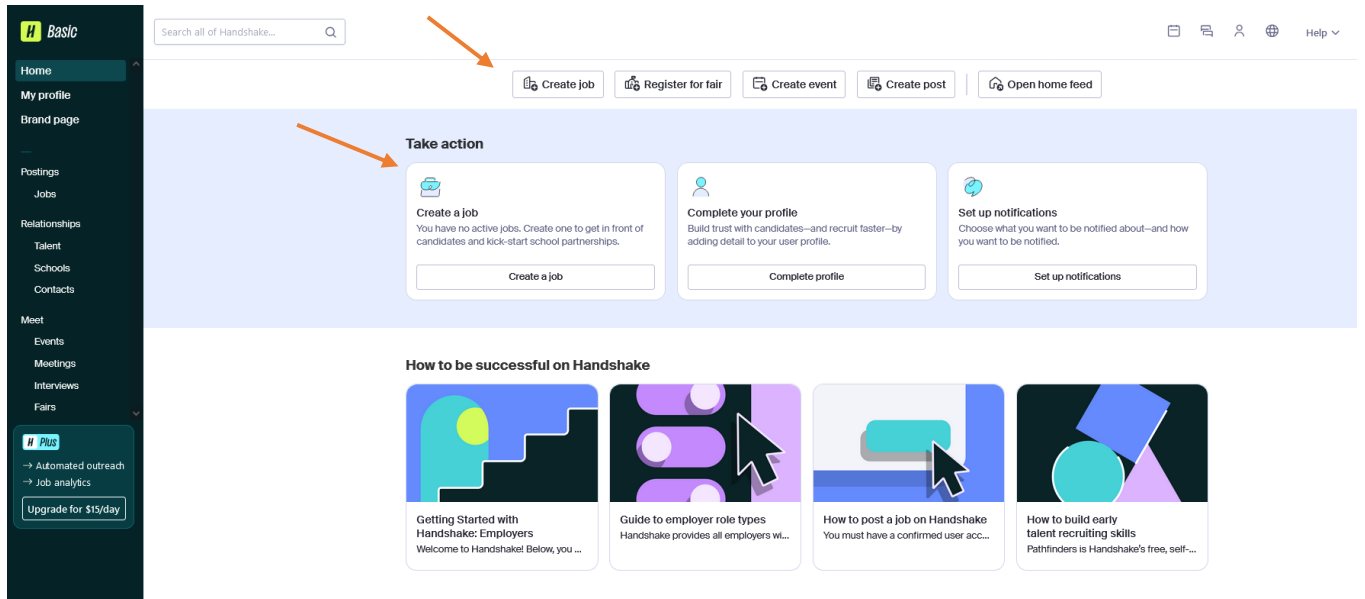 H Basic
Search all of Handshake...
Help
Home
My profile
Brand page
Postings
Jobs
Relationships
Talent
Schools
Contacts
Meet
Events
Meetings
Interviews
Fairs
H Plus
→ Automated outreach
→ Job analytics
Upgrade for $15/day
Create job
Register for fair
Create event
Create post
Open home feed
Take action
Create a job
You have no active jobs. Create one to get in front of
candidates and kick-start school partnerships.
Create a job
Complete your profile
Build trust with candidates—and recruit faster—by
adding detail to your user profile.
Complete profile
Set up notifications
Choose what you want to be notified about—and how
you want to be notified.
Set up notifications
How to be successful on Handshake
Getting Started with
Handshake: Employers
Welcome to Handshake! Below, you ...
Guide to employer role types
Handshake provides all employers wi...
How to post a job on Handshake
You must have a confirmed user acc...
How to build early
talent recruiting skills
Pathfinders is Handshake's free, self-...